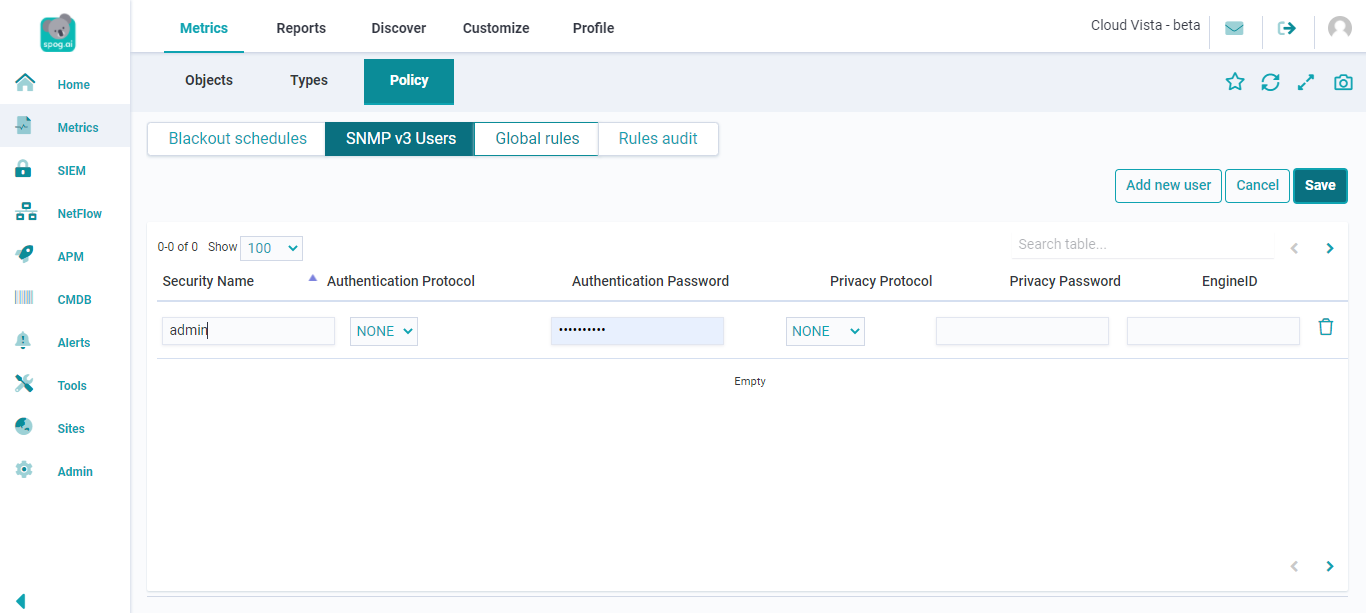 spog.ai
Metrics Reports Discover Customize Profile
Cloud Vista - beta
Home
Metrics
SIEM
NetFlow
APM
CMDB
Alerts
Tools
Sites
Admin
Objects Types Policy
Blackout schedules SNMP v3 Users Global rules Rules audit
Add new user Cancel Save
0-0 of 0 Show 100 Search table...
Security Name Authentication Protocol Authentication Password Privacy Protocol Privacy Password EngineID
admin NONE •••••••••• NONE
Empty